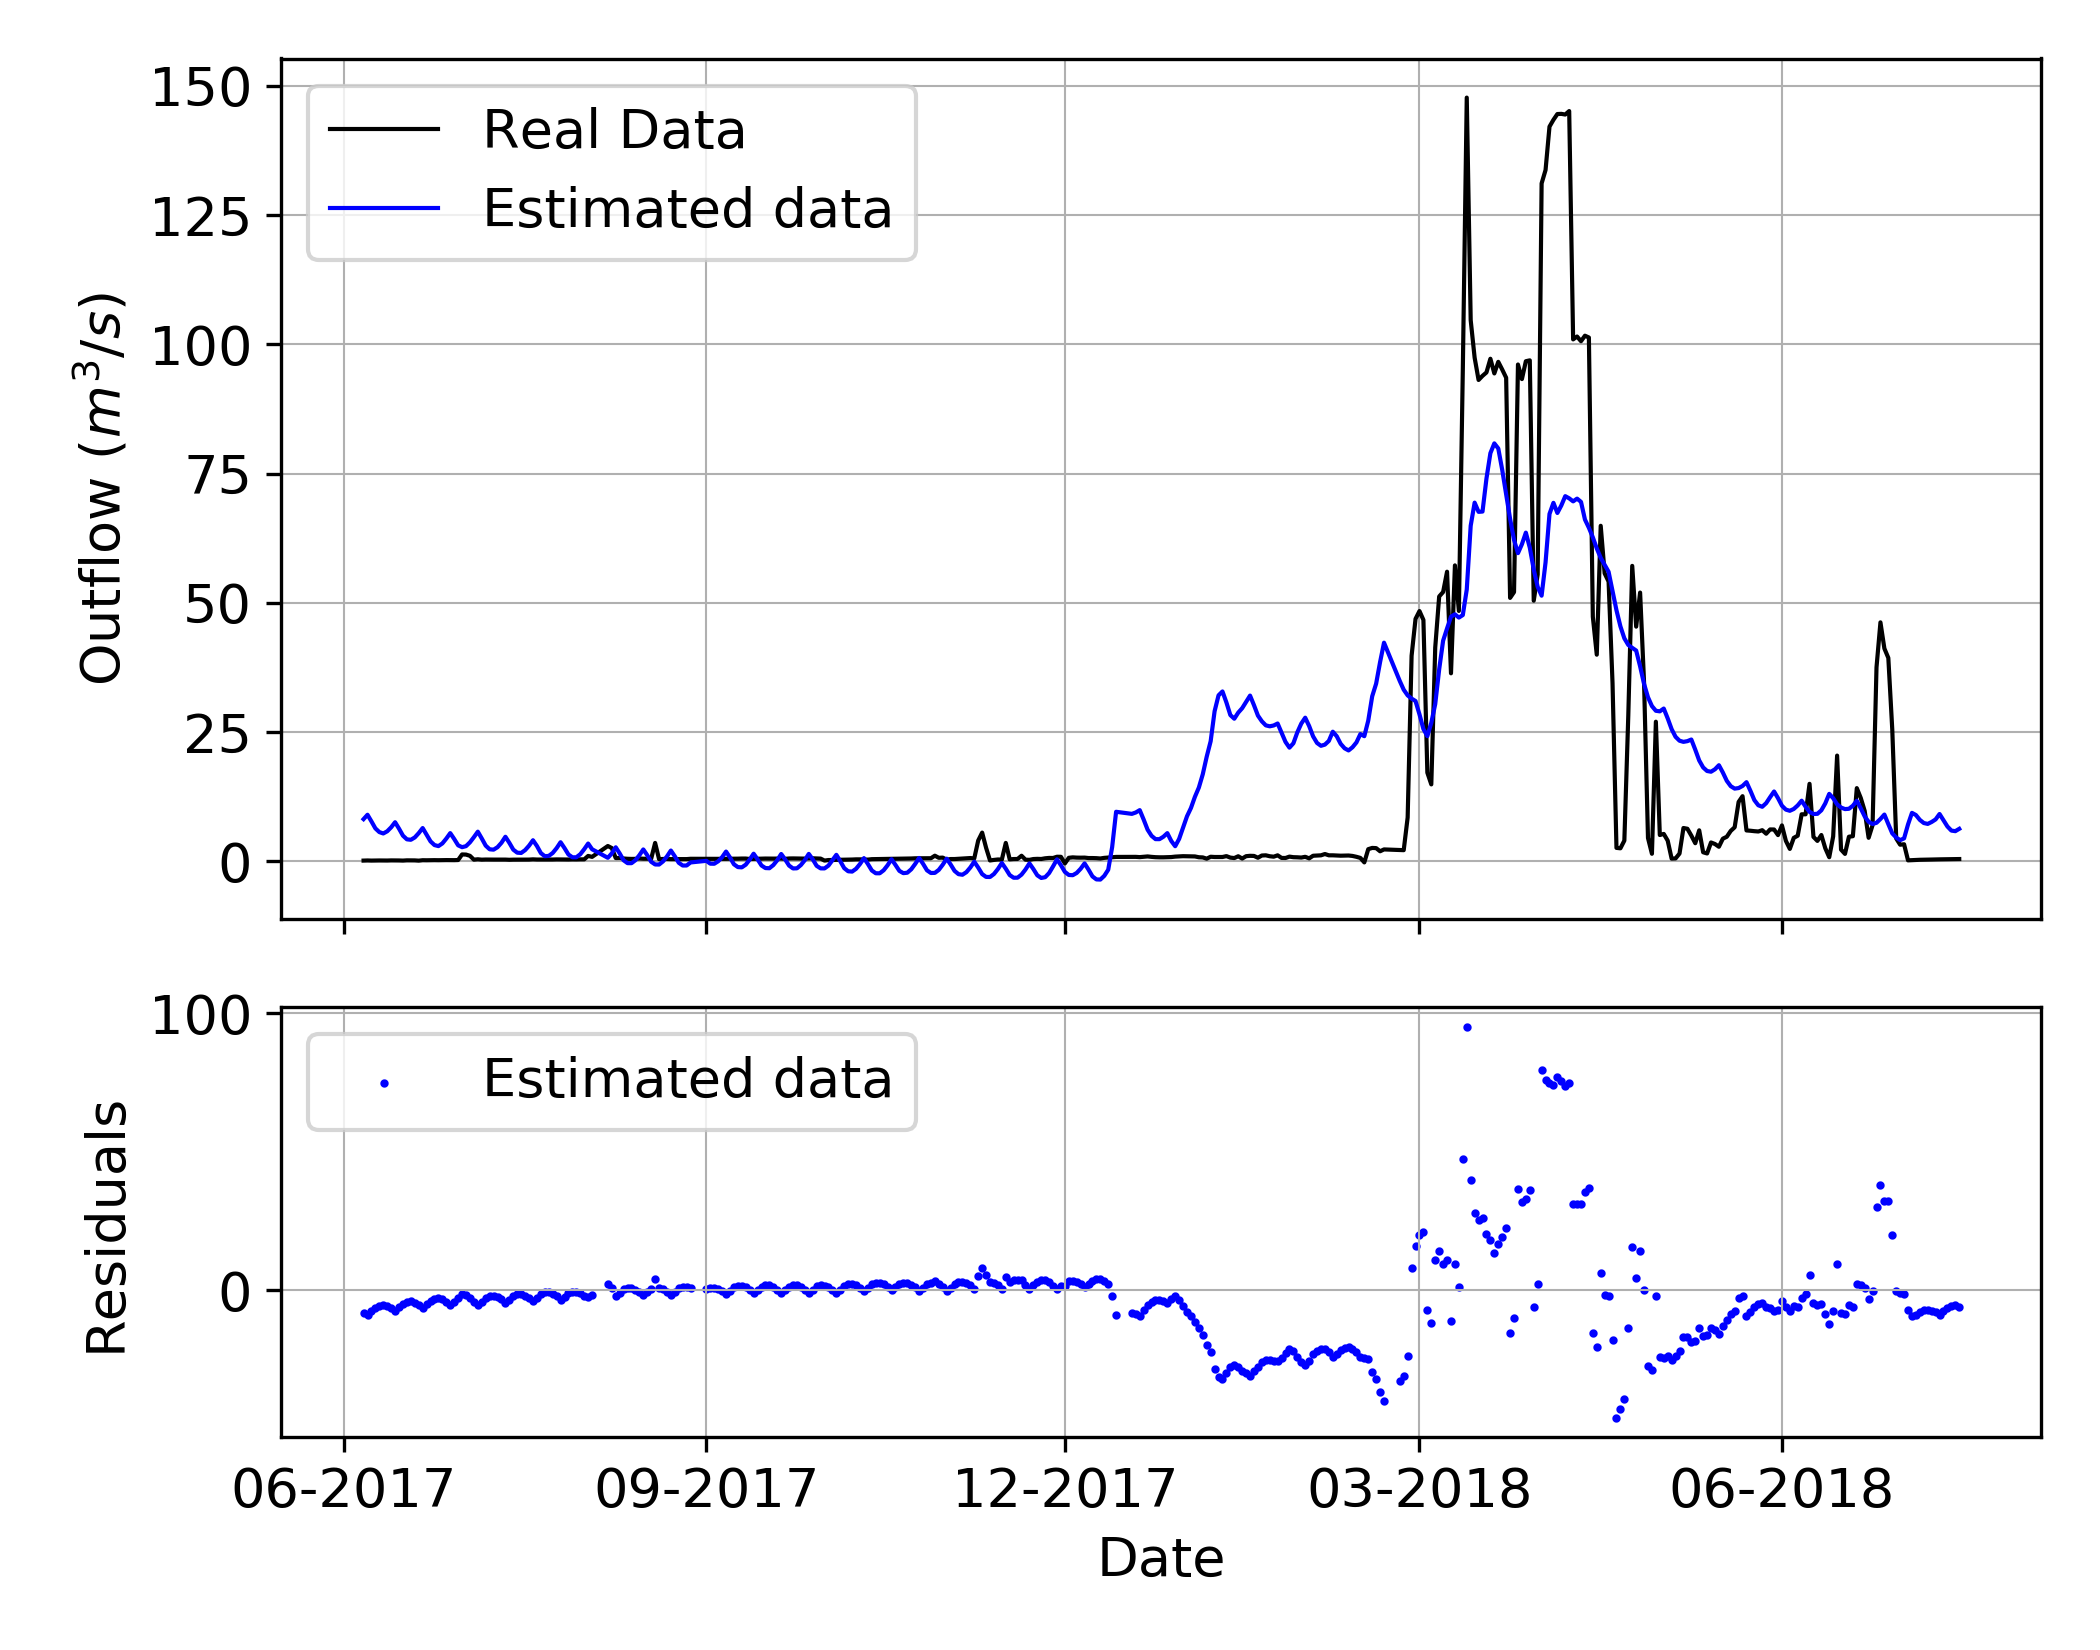 150
125
100
75
50
25
0
Outflow (m³/s)
Real Data
Estimated data
100
0
Residuals
Estimated data
06-2017
09-2017
12-2017
03-2018
06-2018
Date